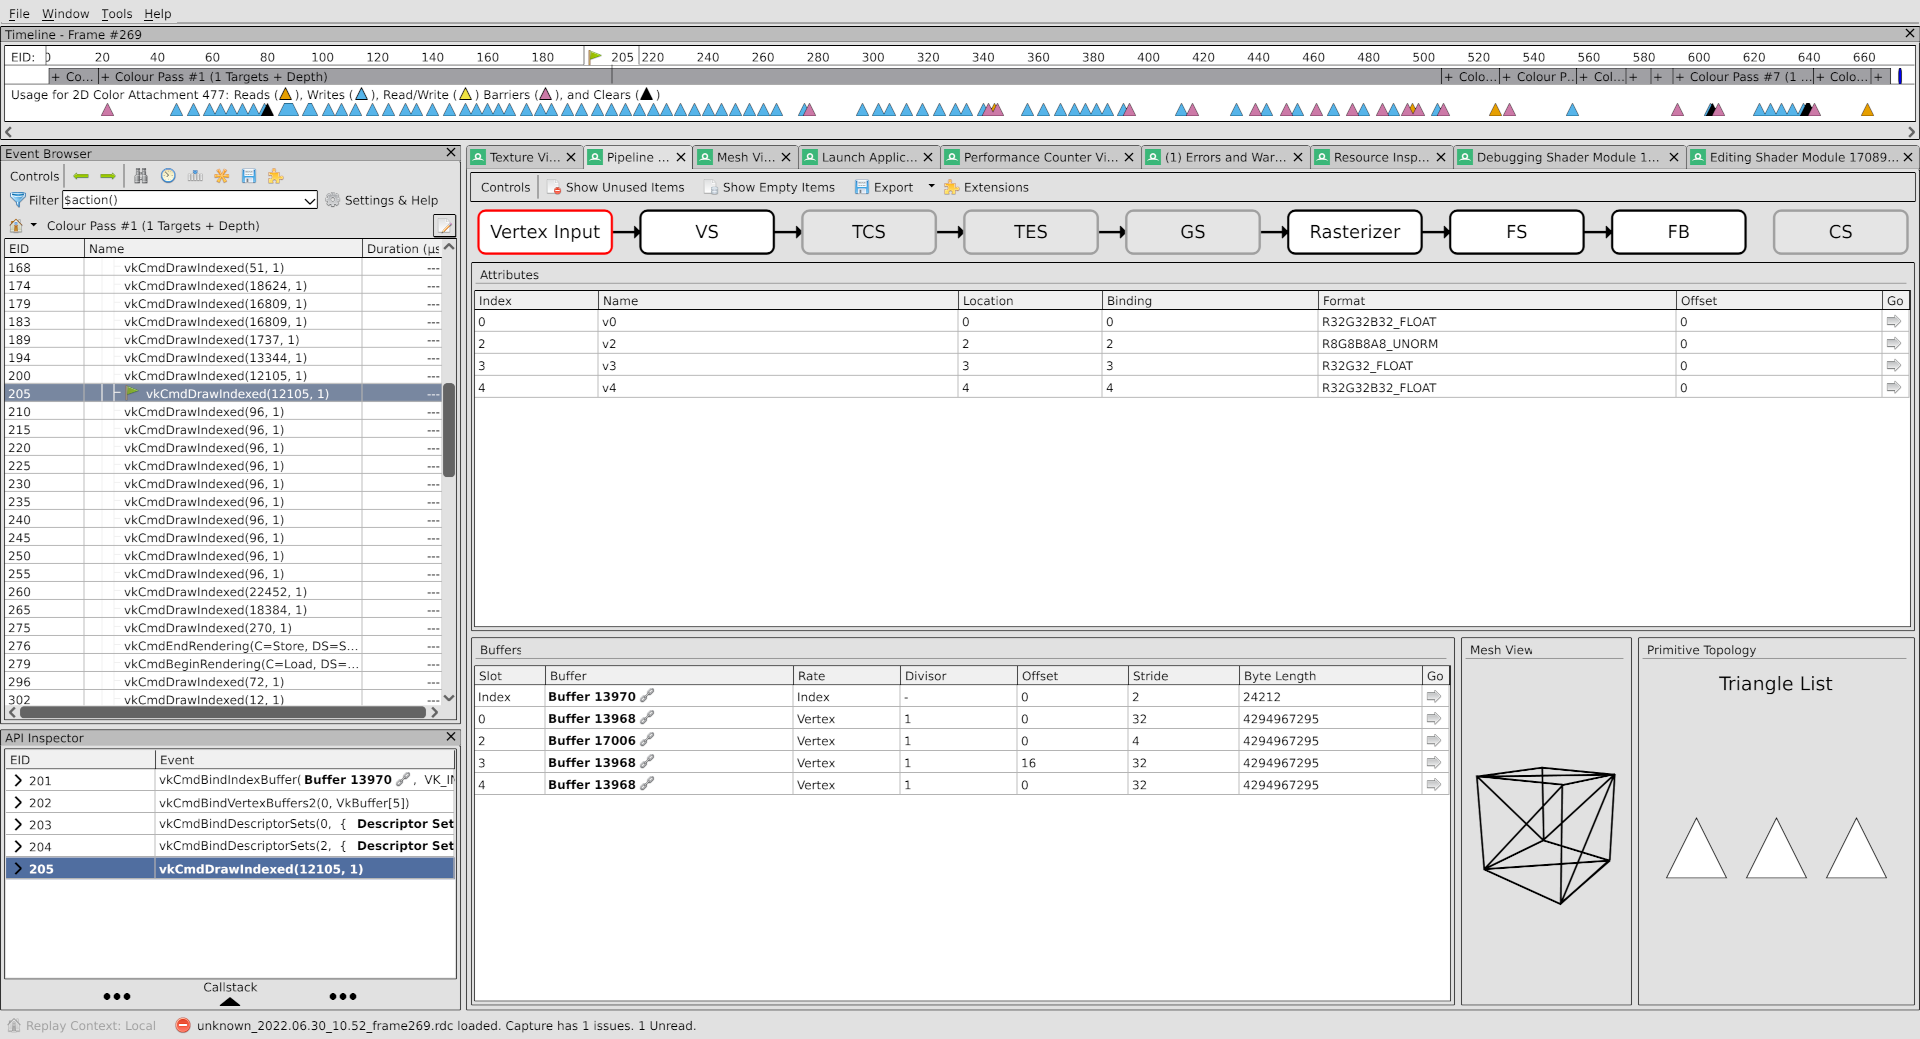 File Window Tools Help
Timeline - Frame #269
EID: 0 20 40 60 80 100 120 140 160 180 205 220 240 260 280 300 320 340 360 380 400 420 440 460 480 500 520 540 560 580 600 620 640 660
+ Co... + Colour Pass #1 (1 Targets + Depth) + Colo... + Colour P... + Col... + + + Colour Pass #7 (1 ... + Colo... +
Usage for 2D Color Attachment 477: Reads ( ), Writes ( ), Read/Write ( ) Barriers ( ), and Clears ( )
Event Browser
Controls
Filter $action() Settings & Help
Colour Pass #1 (1 Targets + Depth)
EID Name Duration (µs
168 vkCmdDrawIndexed(51, 1) ---
174 vkCmdDrawIndexed(18624, 1) ---
179 vkCmdDrawIndexed(16809, 1) ---
183 vkCmdDrawIndexed(16809, 1) ---
189 vkCmdDrawIndexed(1737, 1) ---
194 vkCmdDrawIndexed(13344, 1) ---
200 vkCmdDrawIndexed(12105, 1) ---
205 vkCmdDrawIndexed(12105, 1) ---
210 vkCmdDrawIndexed(96, 1) ---
215 vkCmdDrawIndexed(96, 1) ---
220 vkCmdDrawIndexed(96, 1) ---
225 vkCmdDrawIndexed(96, 1) ---
230 vkCmdDrawIndexed(96, 1) ---
235 vkCmdDrawIndexed(96, 1) ---
240 vkCmdDrawIndexed(96, 1) ---
245 vkCmdDrawIndexed(96, 1) ---
250 vkCmdDrawIndexed(96, 1) ---
255 vkCmdDrawIndexed(96, 1) ---
260 vkCmdDrawIndexed(22452, 1) ---
265 vkCmdDrawIndexed(18384, 1) ---
275 vkCmdDrawIndexed(270, 1) ---
276 vkCmdEndRendering(C=Store, DS=S... ---
279 vkCmdBeginRendering(C=Load, DS=... ---
296 vkCmdDrawIndexed(72, 1) ---
302 vkCmdDrawIndexed(12, 1) ---
API Inspector
EID Event
201 vkCmdBindIndexBuffer( Buffer 13970 , VK_IN
202 vkCmdBindVertexBuffers2(0, VkBuffer[5])
203 vkCmdBindDescriptorSets(0, { Descriptor Set
204 vkCmdBindDescriptorSets(2, { Descriptor Set
205 vkCmdDrawIndexed(12105, 1)
Callstack
Texture Vi... Pipeline ... Mesh Vi... Launch Applic... Performance Counter Vi... (1) Errors and War... Resource Insp... Debugging Shader Module 1... Editing Shader Module 17089...
Controls Show Unused Items Show Empty Items Export Extensions
Vertex Input VS TCS TES GS Rasterizer FS FB CS
Attributes
Index Name Location Binding Format Offset Go
0 v0 0 0 R32G32B32_FLOAT 0
2 v2 2 2 R8G8B8A8_UNORM 0
3 v3 3 3 R32G32_FLOAT 0
4 v4 4 4 R32G32B32_FLOAT 0
Buffers
Slot Buffer Rate Divisor Offset Stride Byte Length Go
Index Buffer 13970 Index - 0 2 24212
0 Buffer 13968 Vertex 1 0 32 4294967295
2 Buffer 17006 Vertex 1 0 4 4294967295
3 Buffer 13968 Vertex 1 16 32 4294967295
4 Buffer 13968 Vertex 1 0 32 4294967295
Mesh View
Primitive Topology
Triangle List
Replay Context: Local unknown_2022.06.30_10.52_frame269.rdc loaded. Capture has 1 issues. 1 Unread.